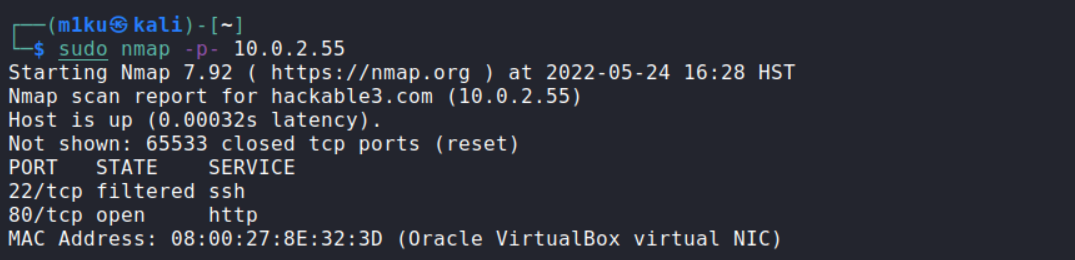 ┌──(m1ku㉿kali)-[~]
└─$ sudo nmap -p- 10.0.2.55
Starting Nmap 7.92 ( https://nmap.org ) at 2022-05-24 16:28 HST
Nmap scan report for hackable3.com (10.0.2.55)
Host is up (0.00032s latency).
Not shown: 65533 closed tcp ports (reset)
PORT   STATE    SERVICE
22/tcp filtered ssh
80/tcp open     http
MAC Address: 08:00:27:8E:32:3D (Oracle VirtualBox virtual NIC)